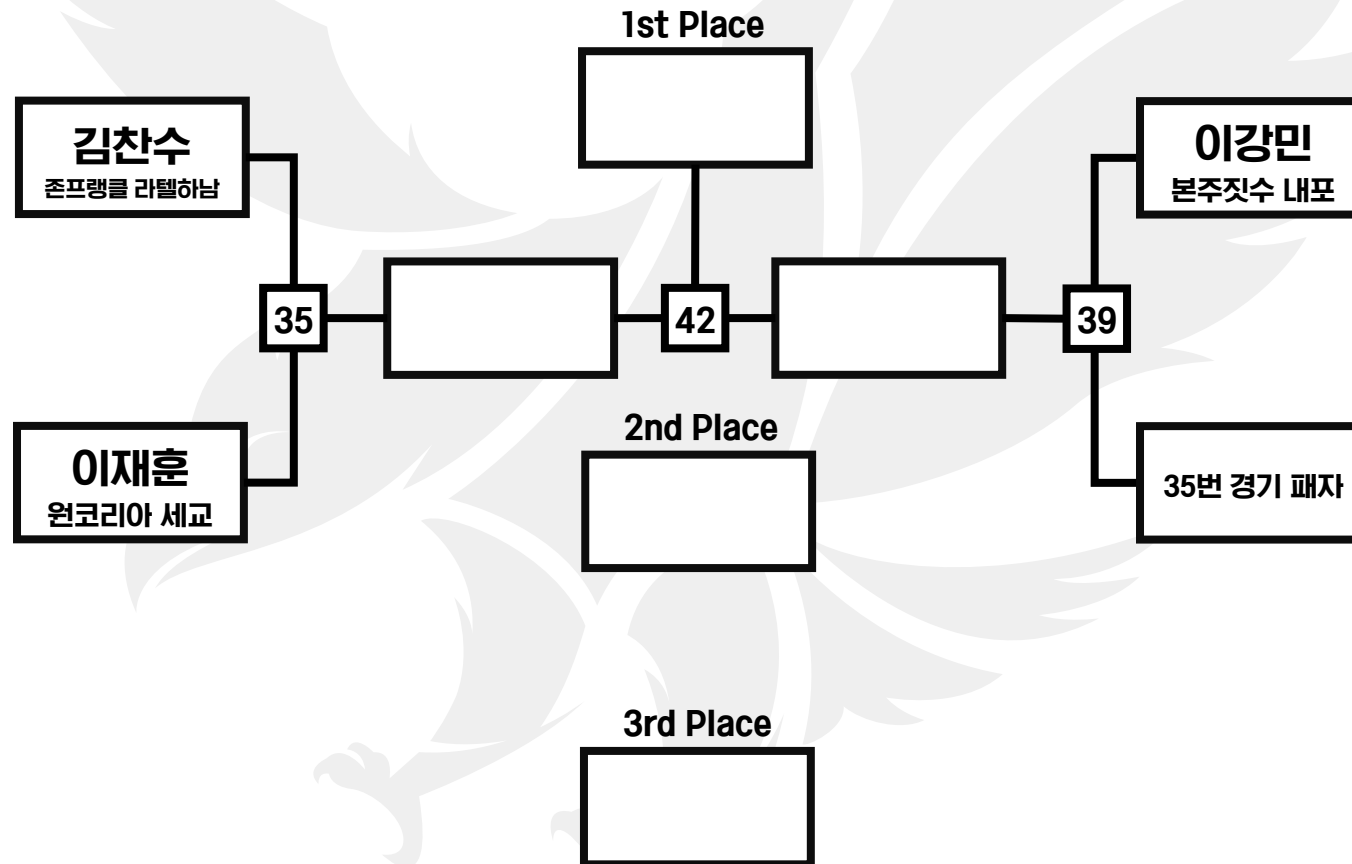 1st Place
김찬수
존프랭클 라텔하남
이강민
본주짓수 내포
35
42
39
2nd Place
이재훈
원코리아 세교
35번 경기 패자
3rd Place